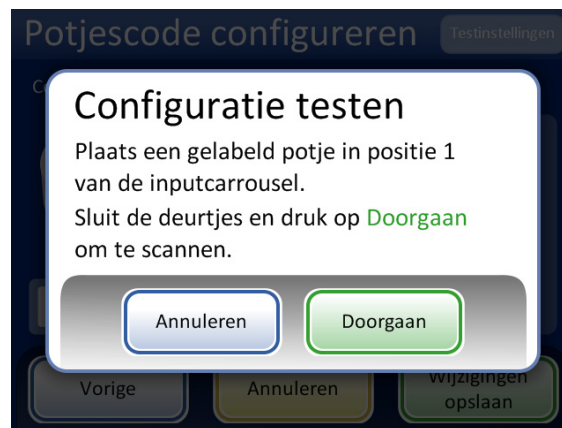 Potjescode configureren
Testinstellingen
Configuratie testen
Plaats een gelabeld potje in positie 1
van de inputcarrousel.
Sluit de deurtjes en druk op Doorgaan
om te scannen.
Annuleren
Doorgaan
Vorige
Annuleren
Wijzigingen
opslaan